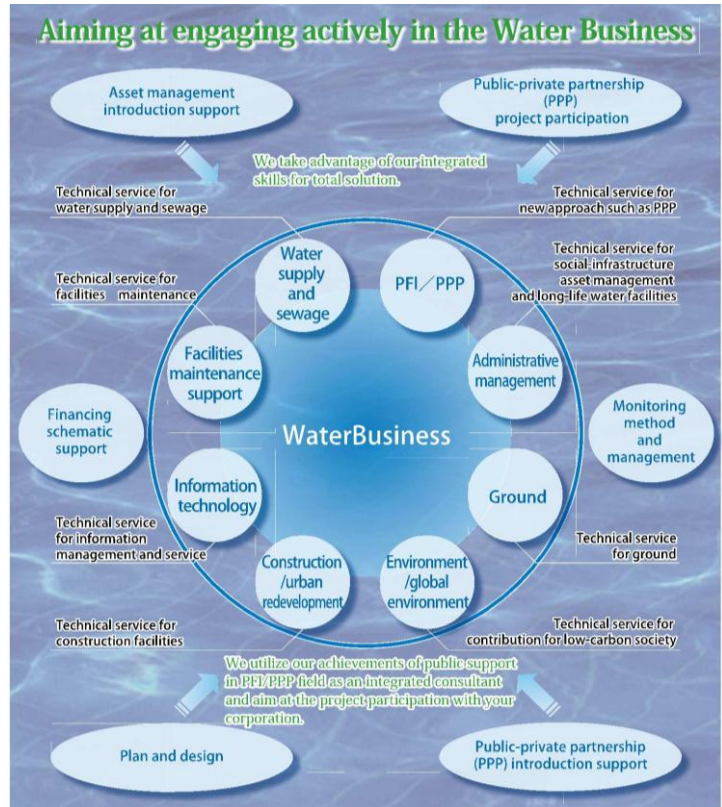 Aiming at engaging actively in the Water Business
Asset management
introduction support
Public-private partnership
(PPP)
project participation
We take advantage of our integrated
skills for total solution.
Technical service for
water supply and sewage
Technical service for
new approach such as PPP
Water
supply
and
sewage
PFI／PPP
Technical service for
social-infrastructure
asset management
and long-life water facilities
Technical service for
facilities maintenance
Facilities
maintenance
support
Administrative
management
Financing
schematic
support
WaterBusiness
Monitoring
method
and
management
Information
technology
Ground
Technical service
for information
management and service
Technical service
for ground
Construction
/urban
redevelopment
Environment
/global
environment
Technical service for
construction facilities
Technical service for
contribution for low-carbon society
We utilize our achievements of public support
in PFI/PPP field as an integrated consultant
and aim at the project participation with your
corporation.
Plan and design
Public-private partnership
(PPP) introduction support